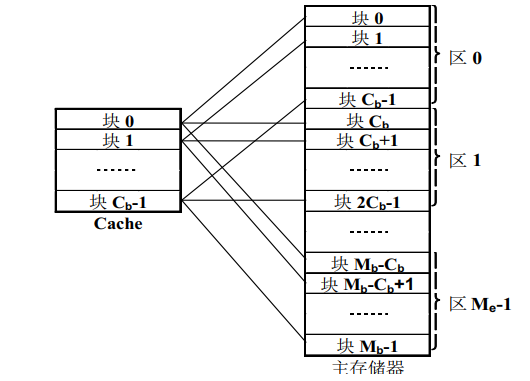 块 0
块 1
······
块 Cb-1
Cache
块 0
块 1
······
块 Cb-1
块 Cb
块 Cb+1
······
块 2Cb-1
······
块 Mb-Cb
块 Mb-Cb+1
······
块 Mb-1
主存储器
区 0
区 1
区 Me-1